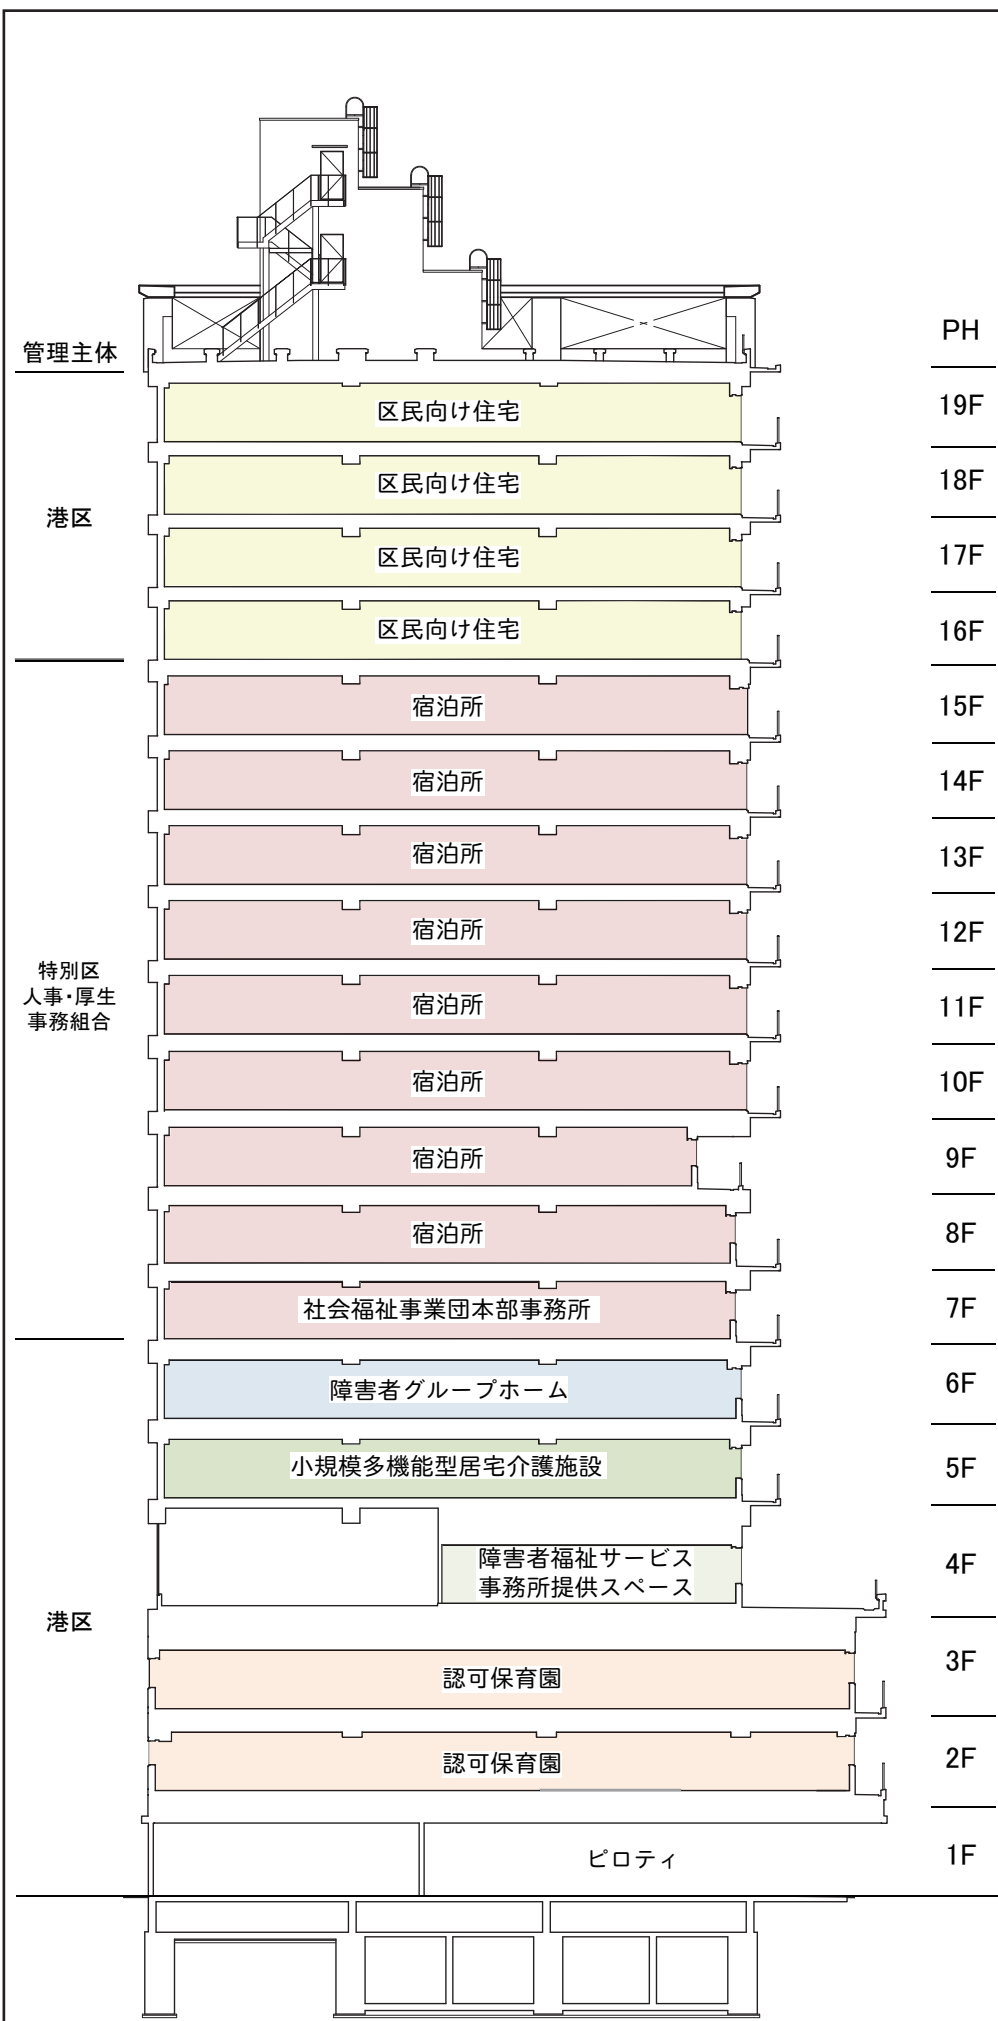 PH
管理主体
区民向け住宅
19F
区民向け住宅
18F
港区
区民向け住宅
17F
区民向け住宅
16F
宿泊所
15F
宿泊所
14F
宿泊所
13F
宿泊所
12F
特別区
人事・厚生
事務組合
宿泊所
11F
宿泊所
10F
宿泊所
9F
宿泊所
8F
社会福祉事業団本部事務所
7F
障害者グループホーム
6F
小規模多機能型居宅介護施設
5F
障害者福祉サービス
事務所提供スペース
4F
港区
認可保育園
3F
認可保育園
2F
ピロティ
1F